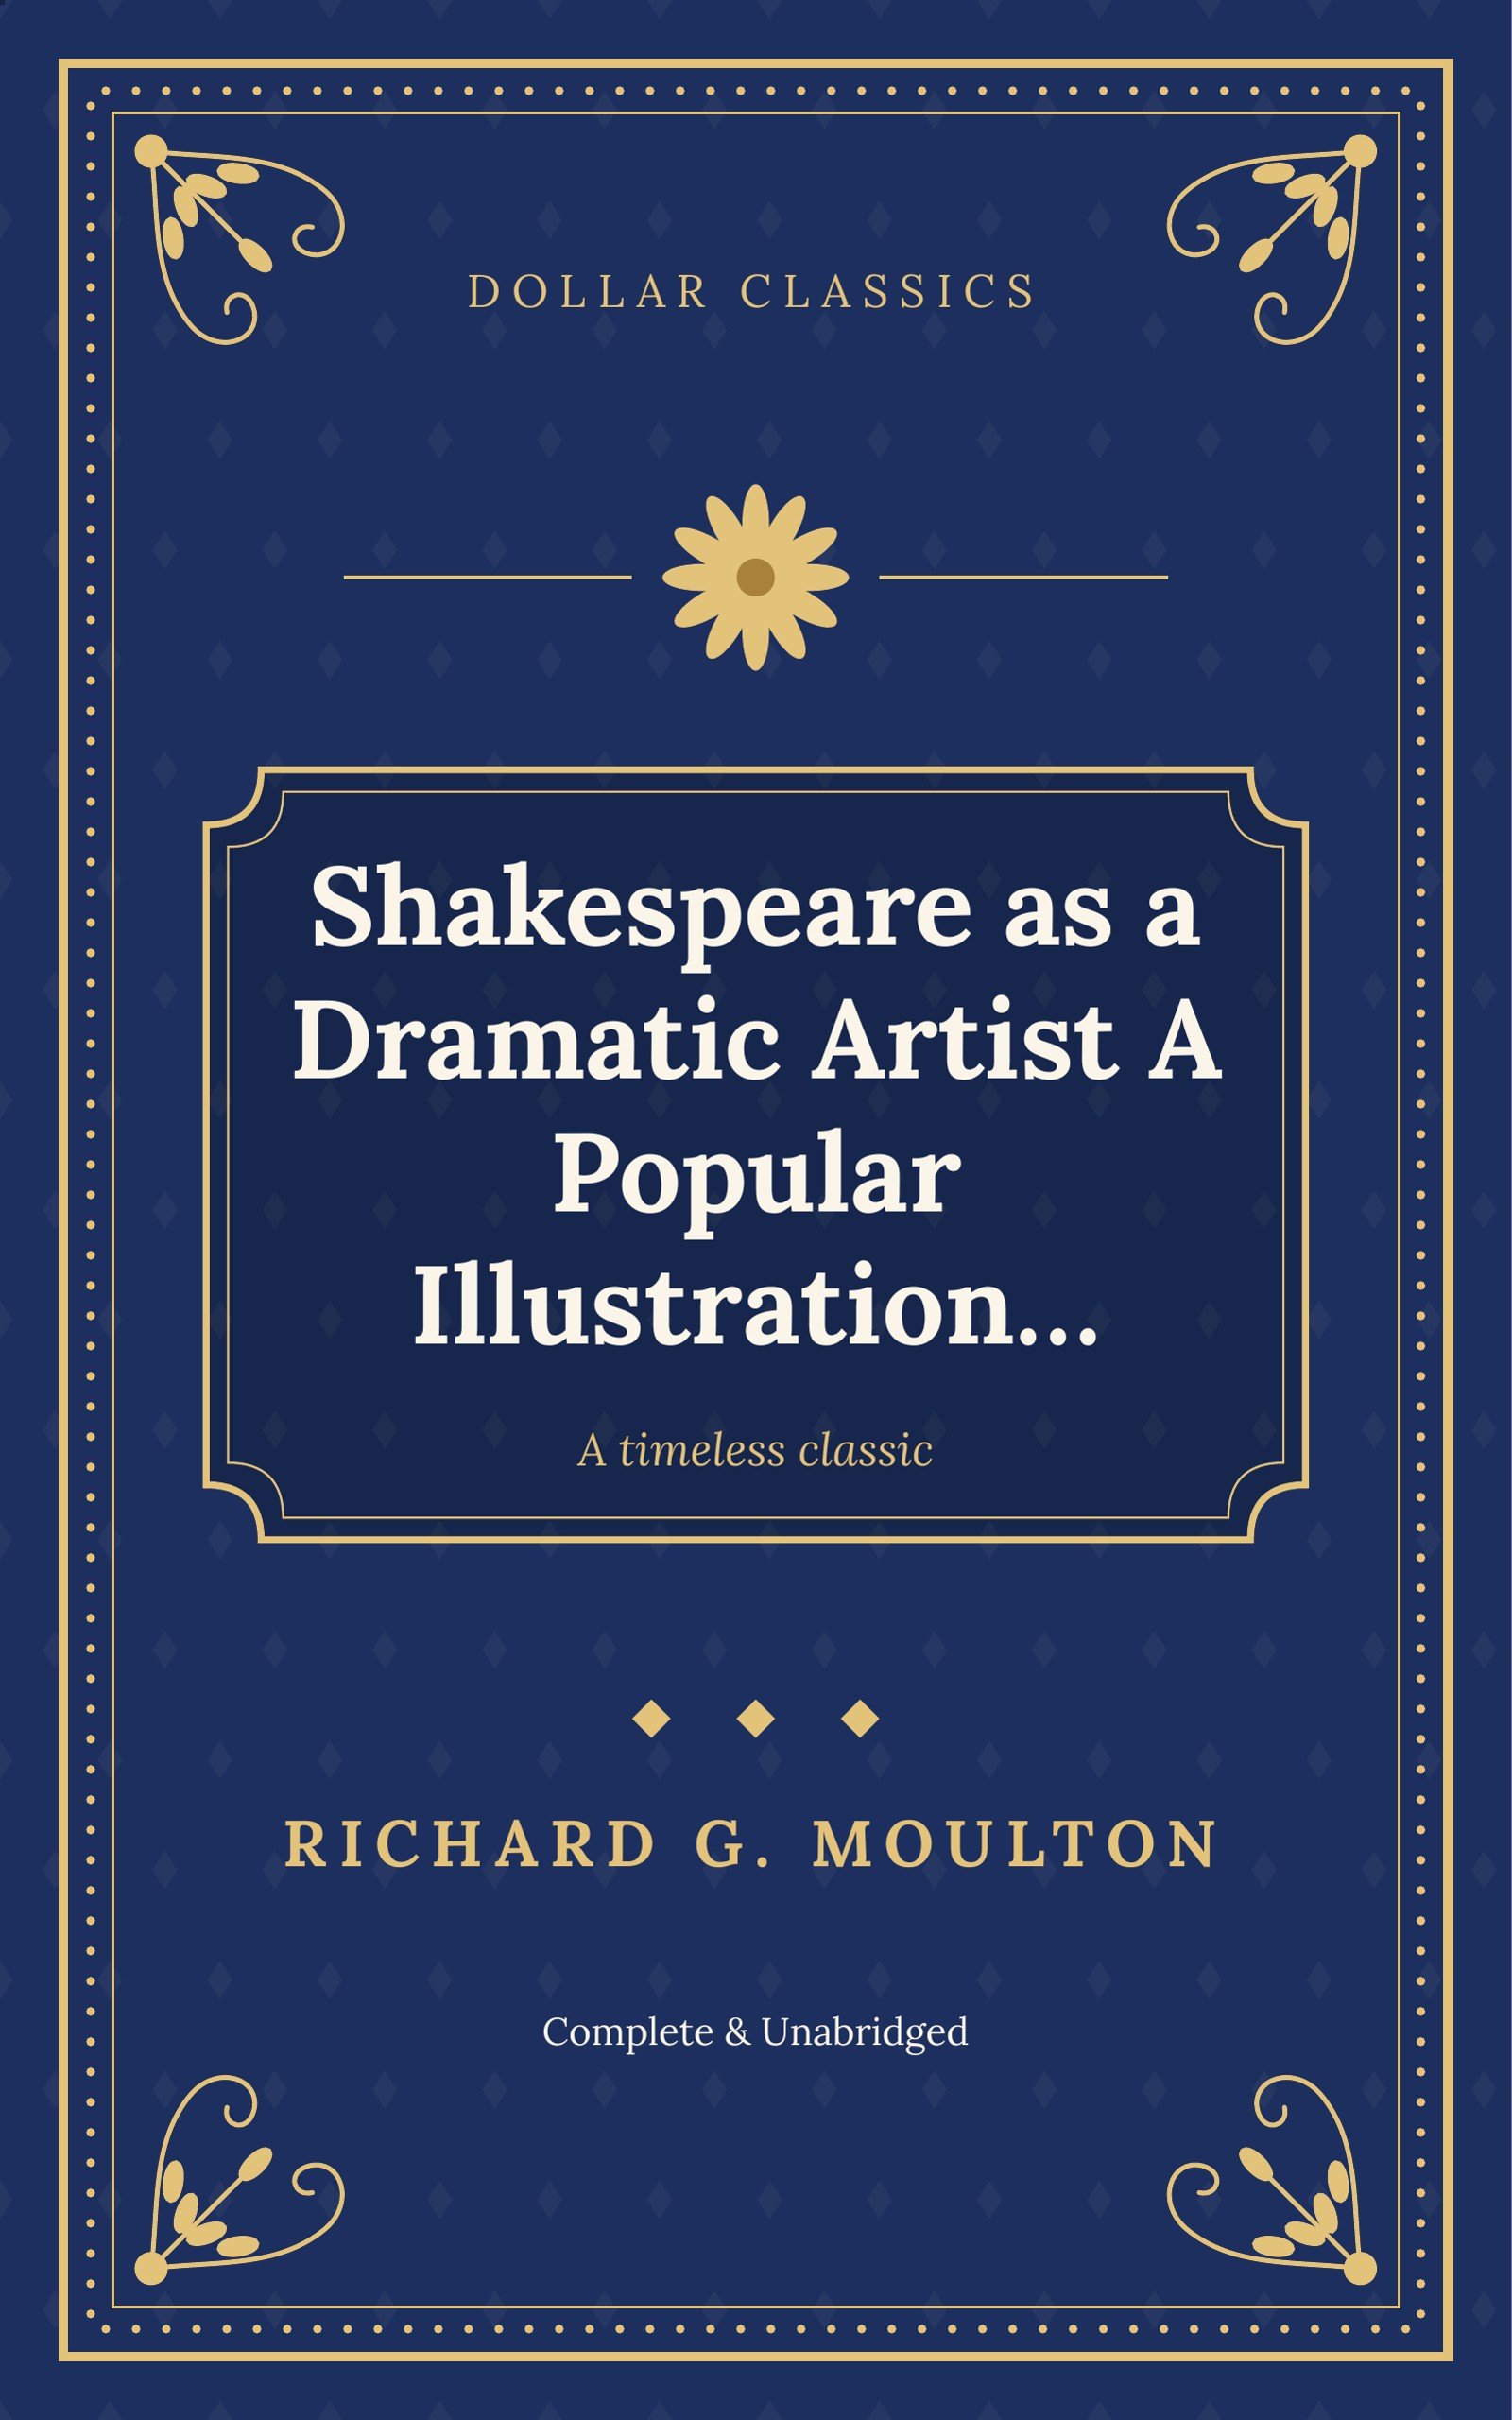 DOLLAR CLASSICS
Shakespeare as a
Dramatic Artist A
Popular
Illustration...
A timeless classic
RICHARD G. MOULTON
Complete & Unabridged